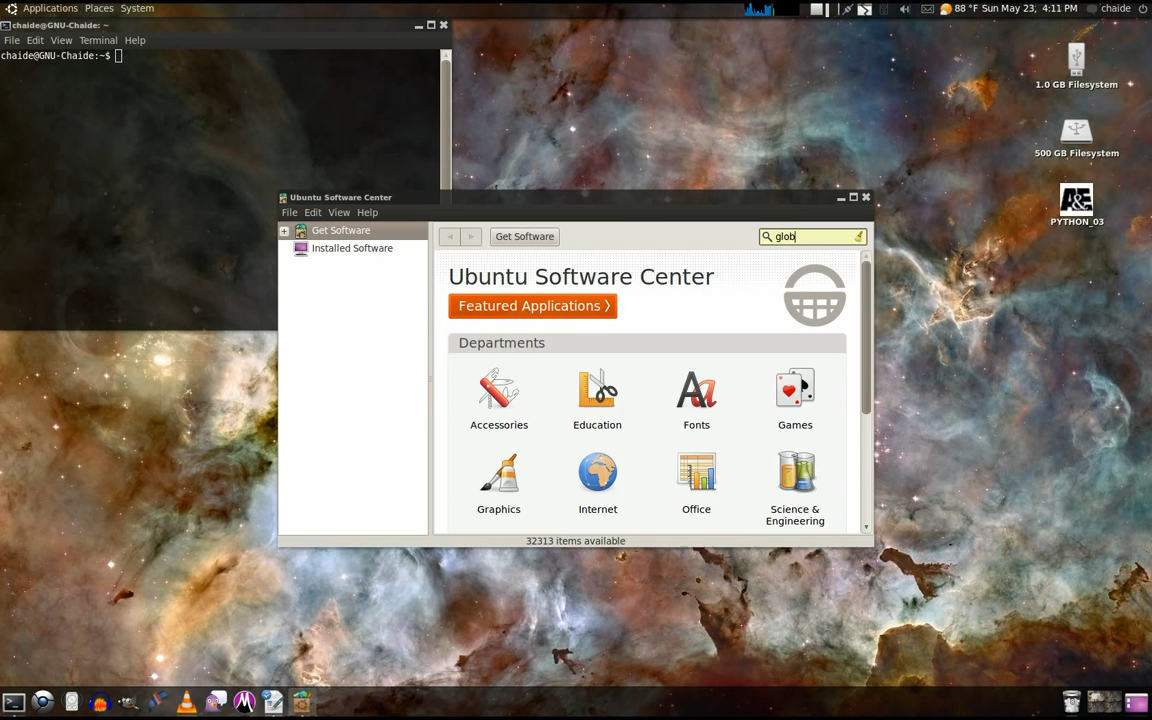 Applications Places System
88 °F Sun May 23, 4:11 PM chaide
chaide@GNU-Chaide: ~
File Edit View Terminal Help
chaide@GNU-Chaide:~$
1.0 GB Filesystem
500 GB Filesystem
A&E
PYTHON_03
Ubuntu Software Center
File Edit View Help
Get Software
Installed Software
Get Software
glob
Ubuntu Software Center
Featured Applications ⟩
Departments
Accessories Education Fonts Games
Graphics Internet Office Science &
Engineering
32313 items available